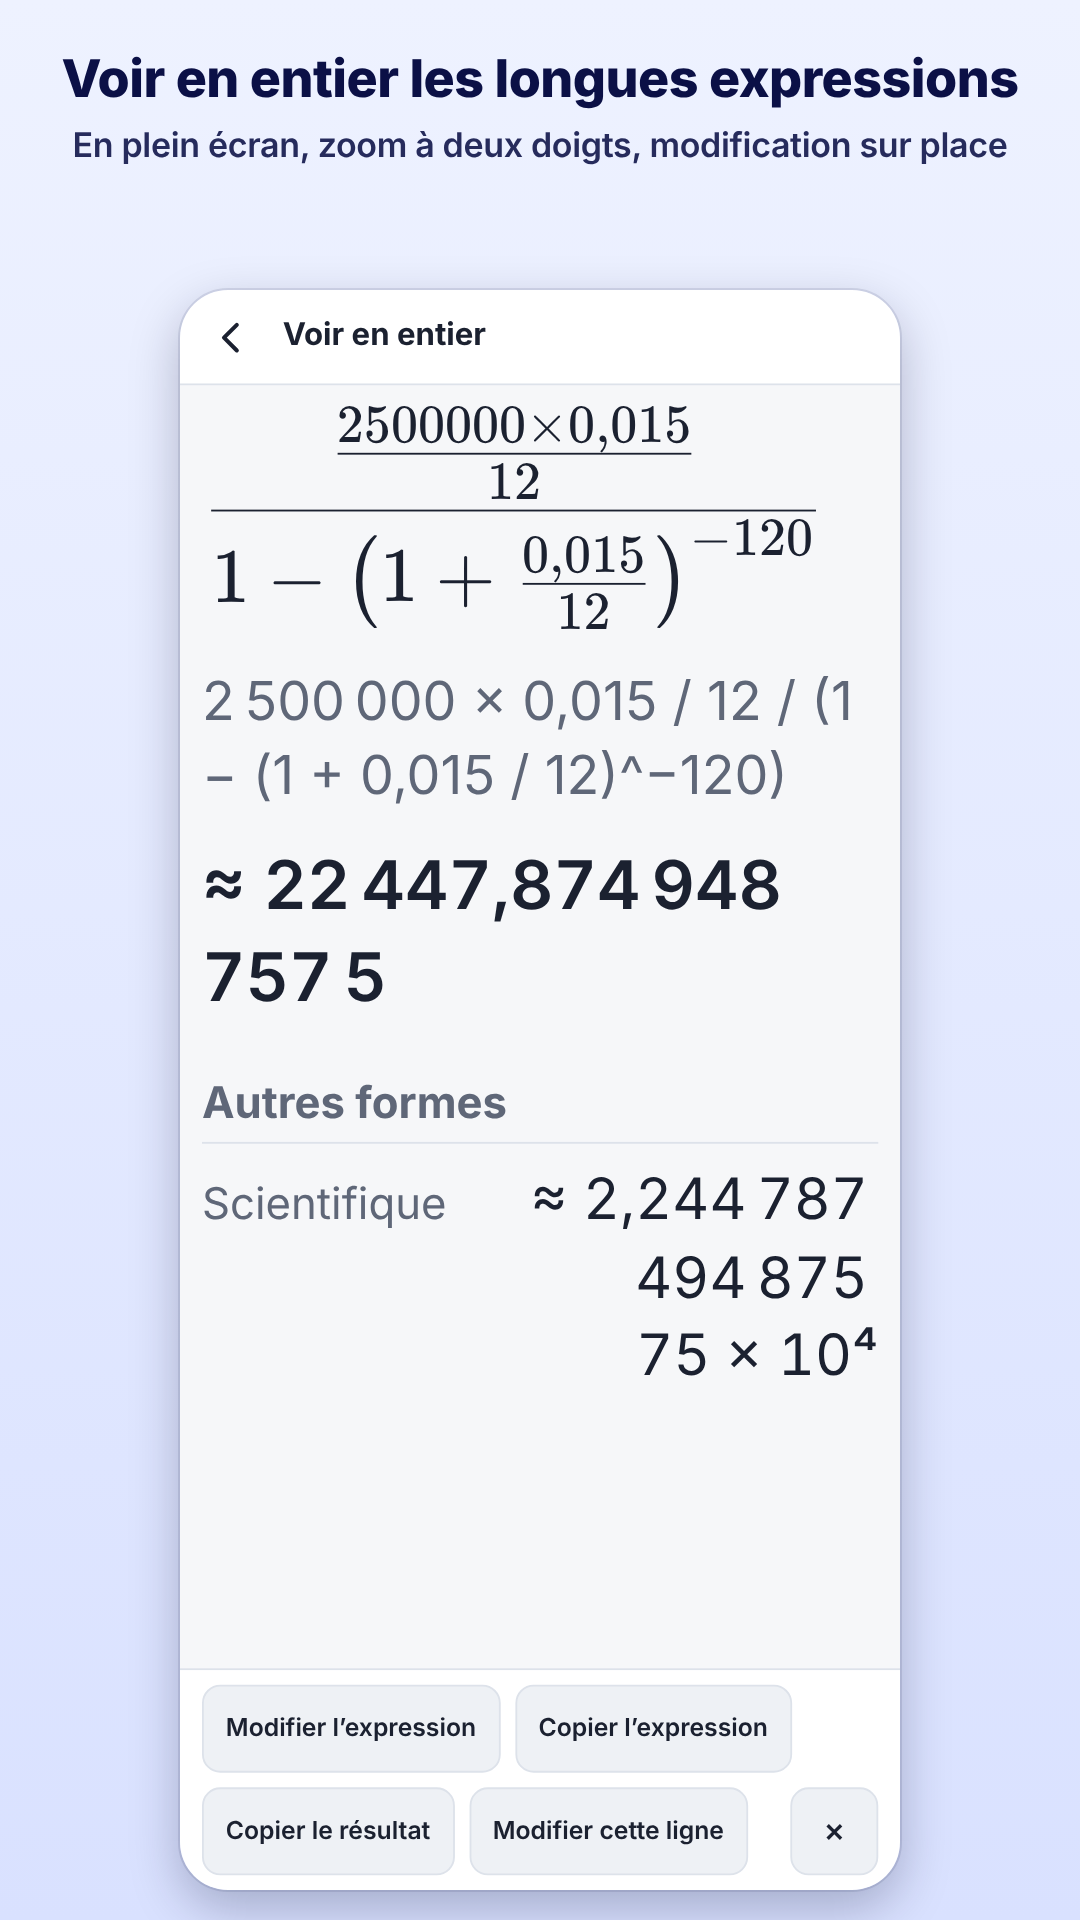 Voir en entier les longues expressions
En plein écran, zoom à deux doigts, modification sur place
Voir en entier
2500000×0,015
12
1 − (1 + 0,015/12)^−120
2 500 000 × 0,015 / 12 / (1
− (1 + 0,015 / 12)^−120)
≈ 22 447,874 948
757 5
Autres formes
Scientifique ≈ 2,244 787
494 875
75 × 10⁴
Modifier l’expression Copier l’expression
Copier le résultat Modifier cette ligne ×